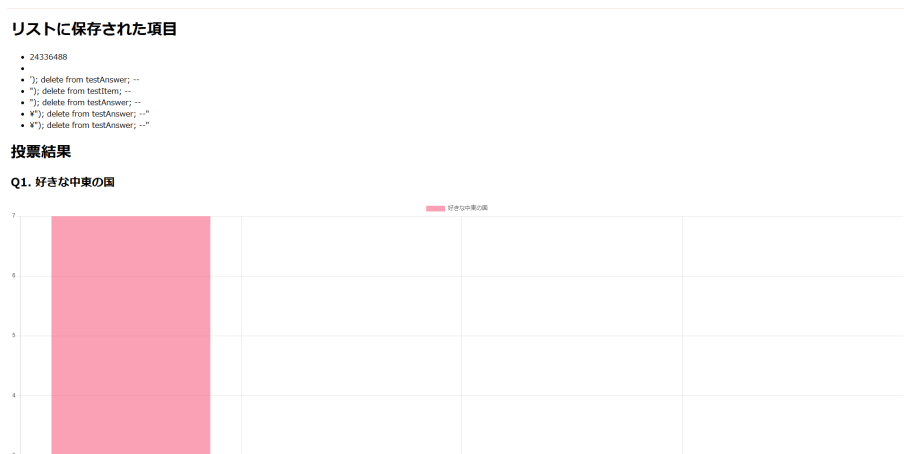 リストに保存された項目
24336488
'); delete from testAnswer; --
"); delete from testItem; --
"); delete from testAnswer; --
¥"); delete from testAnswer; --"
¥"); delete from testAnswer; --"
投票結果
Q1. 好きな中東の国
好きな中東の国
7
6
5
4